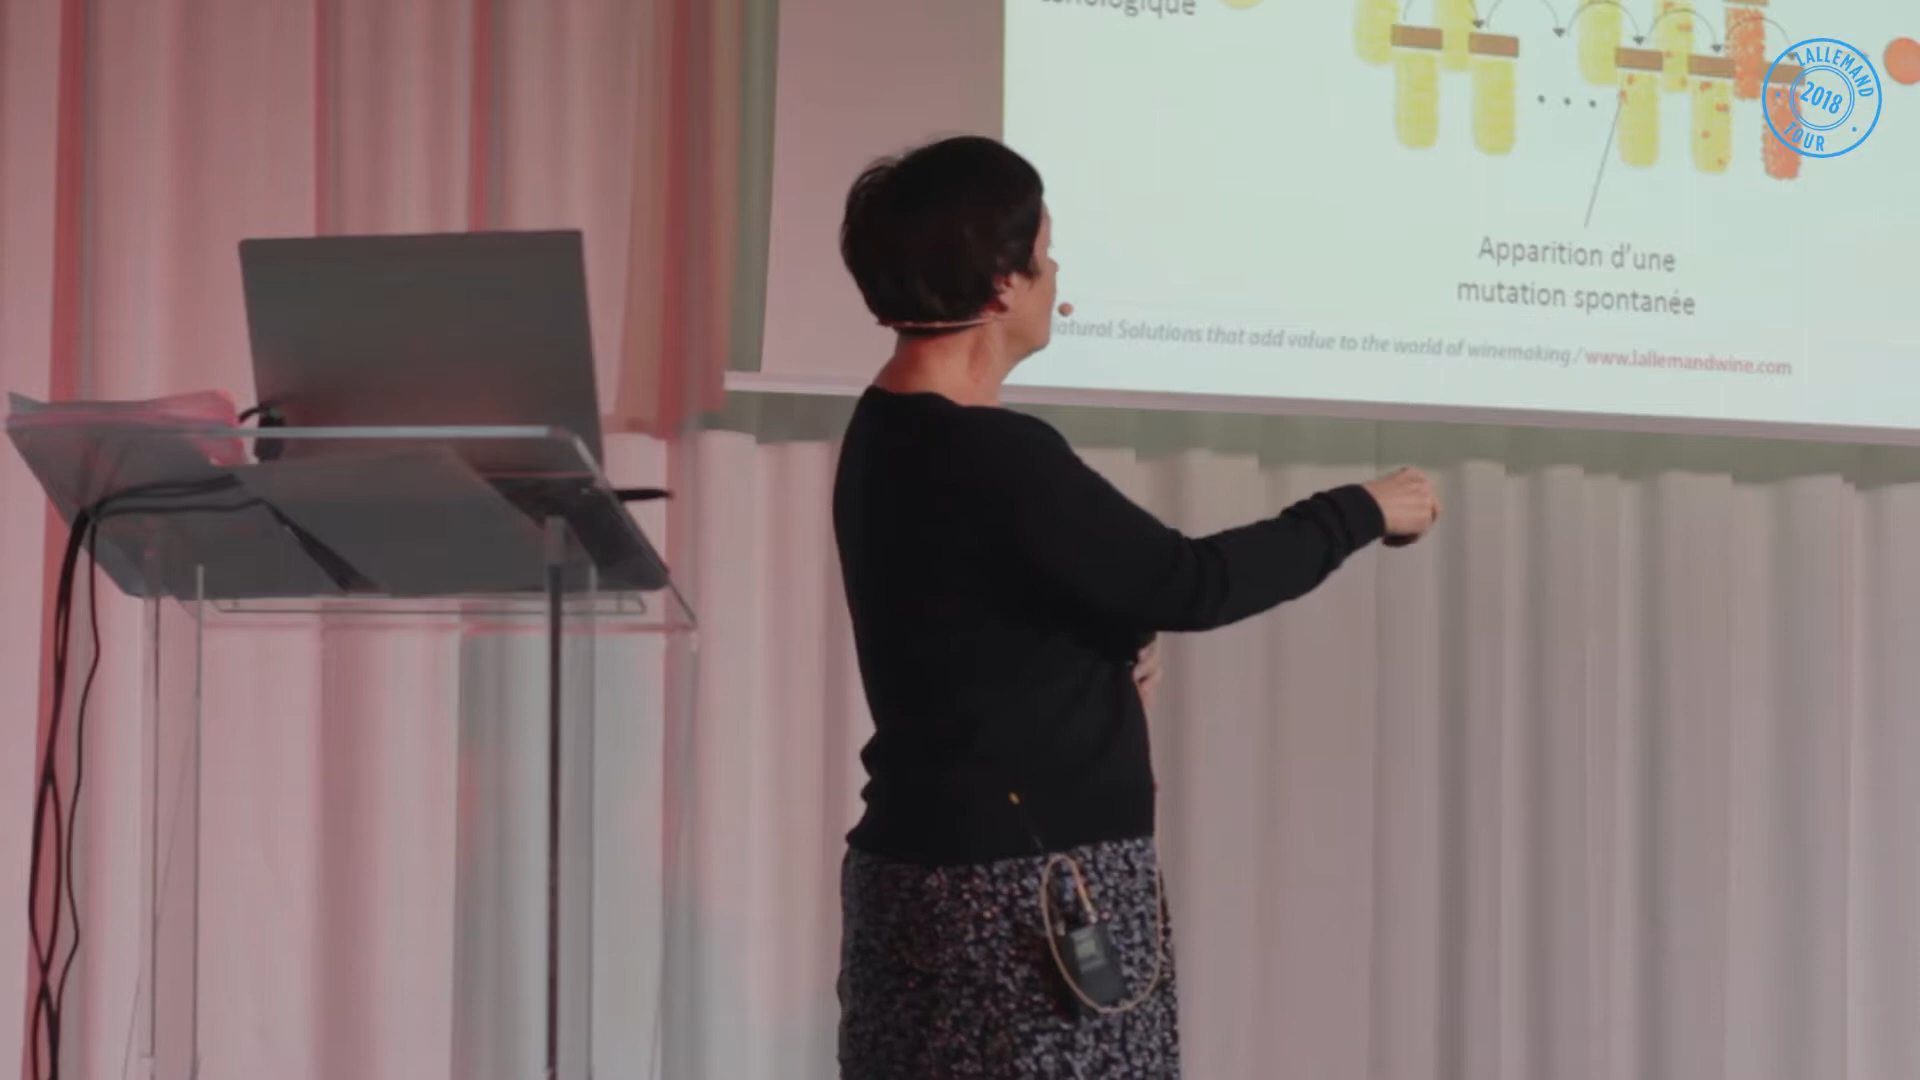 LALLEMAND
2018
TOUR
Apparition d'une
mutation spontanée
Natural Solutions that add value to the world of winemaking / www.lallemandwine.com